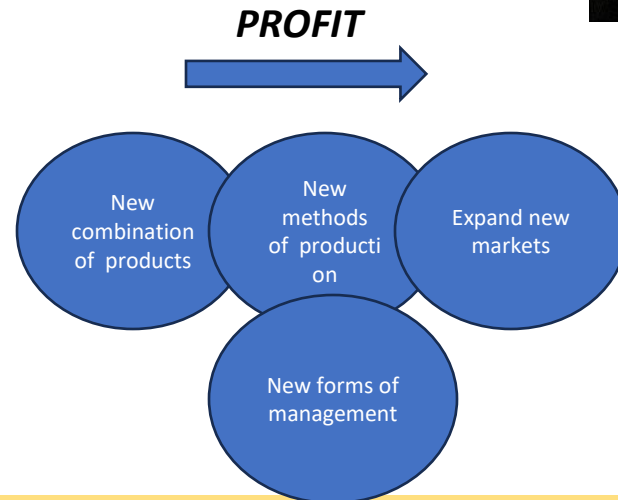 PROFIT
New
combination
of products
New
methods
of producti
on
Expand new
markets
New forms of
management